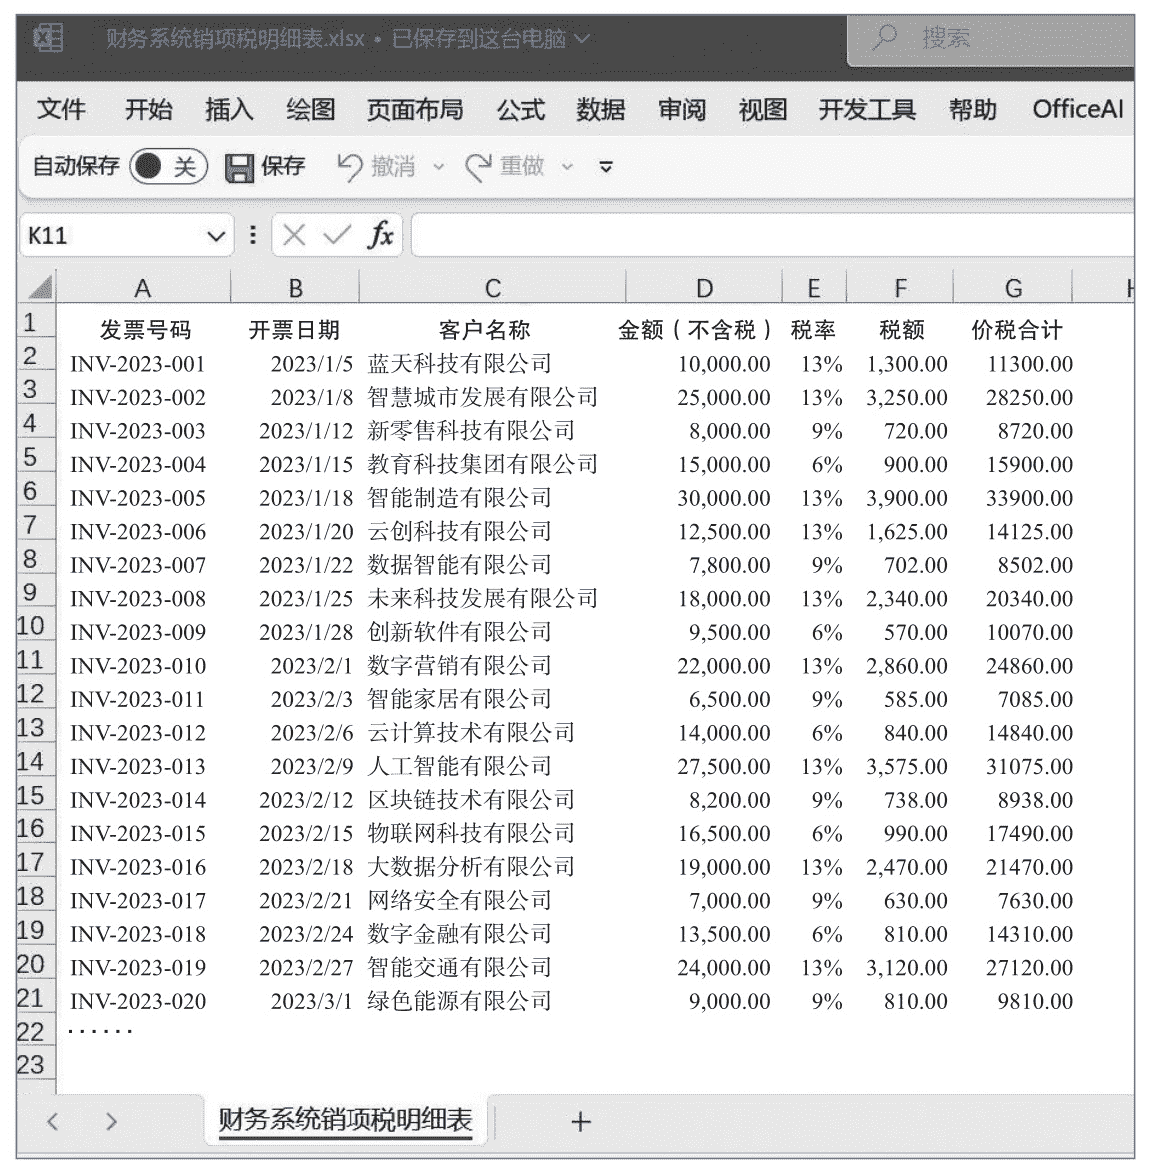 财务系统销项税明细表.xlsx • 已保存到这台电脑
搜索
文件 开始 插入 绘图 页面布局 公式 数据 审阅 视图 开发工具 帮助 OfficeAI
自动保存 关 保存 撤消 重做
K11 fx
A B C D E F G H
1 发票号码 开票日期 客户名称 金额（不含税） 税率 税额 价税合计
2 INV-2023-001 2023/1/5 蓝天科技有限公司 10,000.00 13% 1,300.00 11300.00
3 INV-2023-002 2023/1/8 智慧城市发展有限公司 25,000.00 13% 3,250.00 28250.00
4 INV-2023-003 2023/1/12 新零售科技有限公司 8,000.00 9% 720.00 8720.00
5 INV-2023-004 2023/1/15 教育科技集团有限公司 15,000.00 6% 900.00 15900.00
6 INV-2023-005 2023/1/18 智能制造有限公司 30,000.00 13% 3,900.00 33900.00
7 INV-2023-006 2023/1/20 云创科技有限公司 12,500.00 13% 1,625.00 14125.00
8 INV-2023-007 2023/1/22 数据智能有限公司 7,800.00 9% 702.00 8502.00
9 INV-2023-008 2023/1/25 未来科技发展有限公司 18,000.00 13% 2,340.00 20340.00
10 INV-2023-009 2023/1/28 创新软件有限公司 9,500.00 6% 570.00 10070.00
11 INV-2023-010 2023/2/1 数字营销有限公司 22,000.00 13% 2,860.00 24860.00
12 INV-2023-011 2023/2/3 智能家居有限公司 6,500.00 9% 585.00 7085.00
13 INV-2023-012 2023/2/6 云计算技术有限公司 14,000.00 6% 840.00 14840.00
14 INV-2023-013 2023/2/9 人工智能有限公司 27,500.00 13% 3,575.00 31075.00
15 INV-2023-014 2023/2/12 区块链技术有限公司 8,200.00 9% 738.00 8938.00
16 INV-2023-015 2023/2/15 物联网科技有限公司 16,500.00 6% 990.00 17490.00
17 INV-2023-016 2023/2/18 大数据分析有限公司 19,000.00 13% 2,470.00 21470.00
18 INV-2023-017 2023/2/21 网络安全有限公司 7,000.00 9% 630.00 7630.00
19 INV-2023-018 2023/2/24 数字金融有限公司 13,500.00 6% 810.00 14310.00
20 INV-2023-019 2023/2/27 智能交通有限公司 24,000.00 13% 3,120.00 27120.00
21 INV-2023-020 2023/3/1 绿色能源有限公司 9,000.00 9% 810.00 9810.00
22 ······
23
财务系统销项税明细表 +